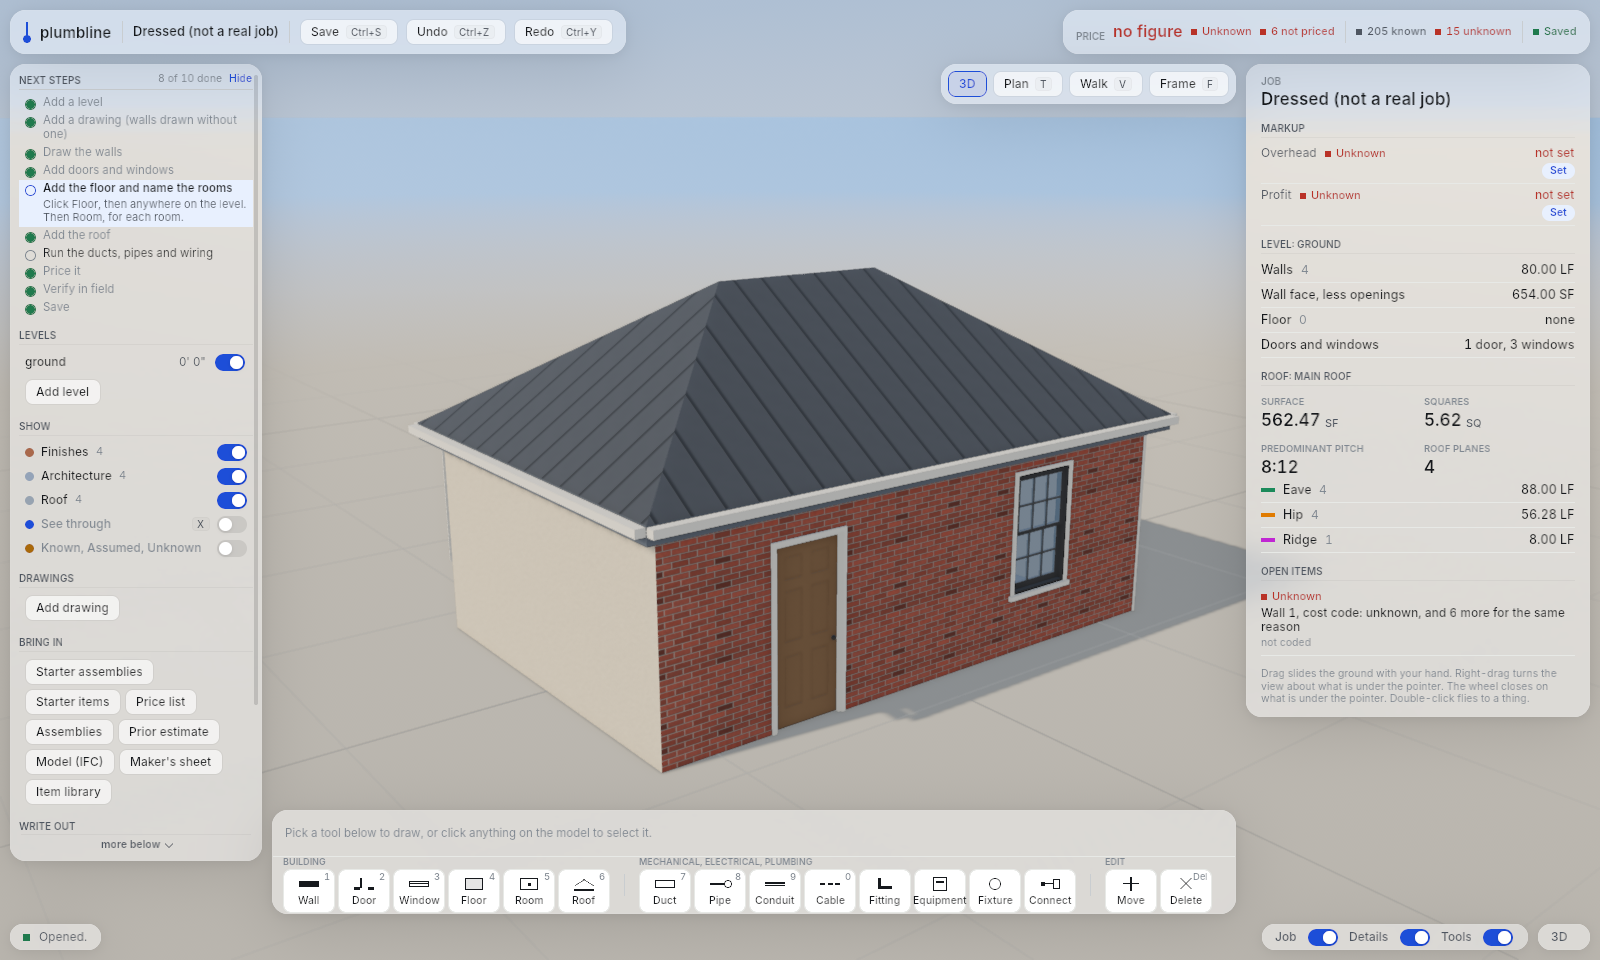 plumbline
Dressed (not a real job)
Save Ctrl+S
Undo Ctrl+Z
Redo Ctrl+Y
PRICE no figure Unknown 6 not priced 205 known 15 unknown Saved
NEXT STEPS 8 of 10 done Hide
Add a level
Add a drawing (walls drawn without
one)
Draw the walls
Add doors and windows
Add the floor and name the rooms
Click Floor, then anywhere on the level.
Then Room, for each room.
Add the roof
Run the ducts, pipes and wiring
Price it
Verify in field
Save
LEVELS
ground 0' 0"
Add level
SHOW
Finishes 4
Architecture 4
Roof 4
See through X
Known, Assumed, Unknown
DRAWINGS
Add drawing
BRING IN
Starter assemblies
Starter items Price list
Assemblies Prior estimate
Model (IFC) Maker's sheet
Item library
WRITE OUT
more below
Opened.
3D
Plan T
Walk V
Frame F
JOB
Dressed (not a real job)
MARKUP
Overhead Unknown not set
Set
Profit Unknown not set
Set
LEVEL: GROUND
Walls 4 80.00 LF
Wall face, less openings 654.00 SF
Floor 0 none
Doors and windows 1 door, 3 windows
ROOF: MAIN ROOF
SURFACE SQUARES
562.47 SF 5.62 SQ
PREDOMINANT PITCH ROOF PLANES
8:12 4
Eave 4 88.00 LF
Hip 4 56.28 LF
Ridge 1 8.00 LF
OPEN ITEMS
Unknown
Wall 1, cost code: unknown, and 6 more for the same
reason
not coded
Drag slides the ground with your hand. Right-drag turns the
view about what is under the pointer. The wheel closes on
what is under the pointer. Double-click flies to a thing.
Pick a tool below to draw, or click anything on the model to select it.
BUILDING MECHANICAL, ELECTRICAL, PLUMBING EDIT
1 2 3 4 5 6 7 8 9 0 Del
Wall Door Window Floor Room Roof Duct Pipe Conduit Cable Fitting Equipment Fixture Connect Move Delete
Job Details Tools 3D